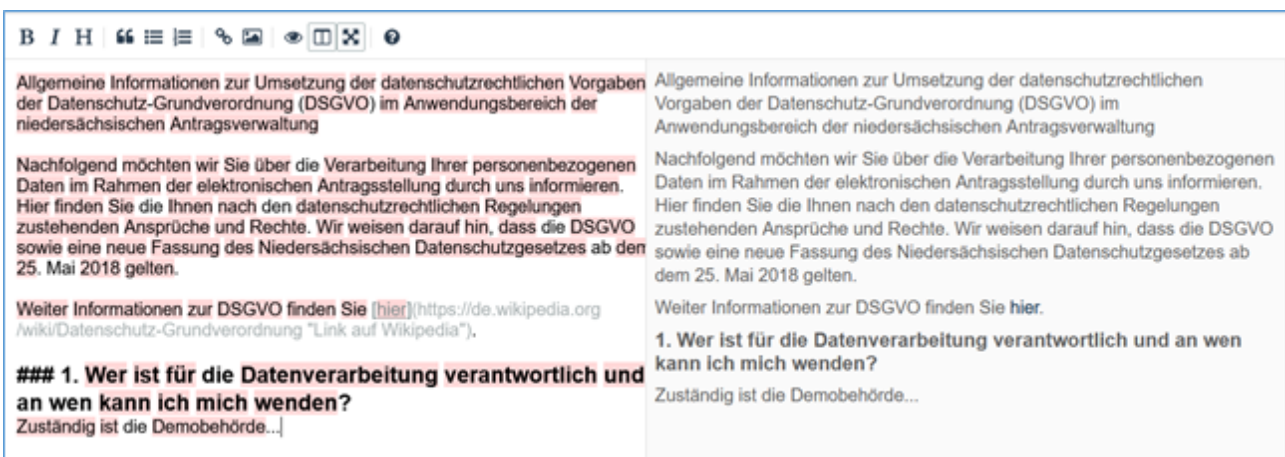 B I H
Allgemeine Informationen zur Umsetzung der datenschutzrechtlichen Vorgaben
der Datenschutz-Grundverordnung (DSGVO) im Anwendungsbereich der
niedersächsischen Antragsverwaltung
Nachfolgend möchten wir Sie über die Verarbeitung Ihrer personenbezogenen
Daten im Rahmen der elektronischen Antragsstellung durch uns informieren.
Hier finden Sie die Ihnen nach den datenschutzrechtlichen Regelungen
zustehenden Ansprüche und Rechte. Wir weisen darauf hin, dass die DSGVO
sowie eine neue Fassung des Niedersächsischen Datenschutzgesetzes ab dem
25. Mai 2018 gelten.
Weiter Informationen zur DSGVO finden Sie [hier](https://de.wikipedia.org
/wiki/Datenschutz-Grundverordnung "Link auf Wikipedia").
### 1. Wer ist für die Datenverarbeitung verantwortlich und
an wen kann ich mich wenden?
Zuständig ist die Demobehörde...
Allgemeine Informationen zur Umsetzung der datenschutzrechtlichen
Vorgaben der Datenschutz-Grundverordnung (DSGVO) im
Anwendungsbereich der niedersächsischen Antragsverwaltung
Nachfolgend möchten wir Sie über die Verarbeitung Ihrer personenbezogenen
Daten im Rahmen der elektronischen Antragsstellung durch uns informieren.
Hier finden Sie die Ihnen nach den datenschutzrechtlichen Regelungen
zustehenden Ansprüche und Rechte. Wir weisen darauf hin, dass die DSGVO
sowie eine neue Fassung des Niedersächsischen Datenschutzgesetzes ab
dem 25. Mai 2018 gelten.
Weiter Informationen zur DSGVO finden Sie hier.
1. Wer ist für die Datenverarbeitung verantwortlich und an wen
kann ich mich wenden?
Zuständig ist die Demobehörde...